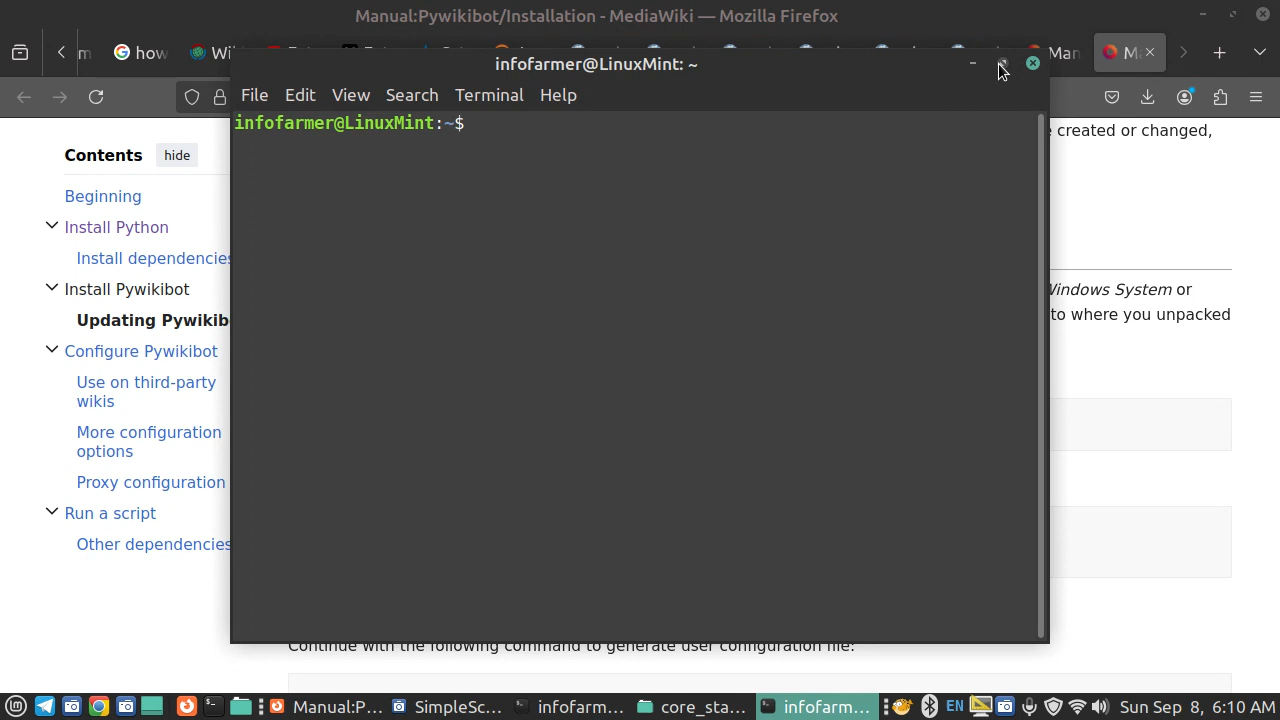 Manual:Pywikibot/Installation - MediaWiki — Mozilla Firefox
how
infofarmer@LinuxMint: ~
File Edit View Search Terminal Help
infofarmer@LinuxMint:~$
created or changed,
Contents hide
Beginning
Install Python
Install dependencies
Install Pywikibot
Windows System or
Updating Pywikib
to where you unpacked
Configure Pywikibot
Use on third-party
wikis
More configuration
options
Proxy configuration
Run a script
Other dependencies
Continue with the following command to generate user configuration file:
Manual:P... SimpleSc... infofarm... core_sta... infofarm... EN Sun Sep 8, 6:10 AM